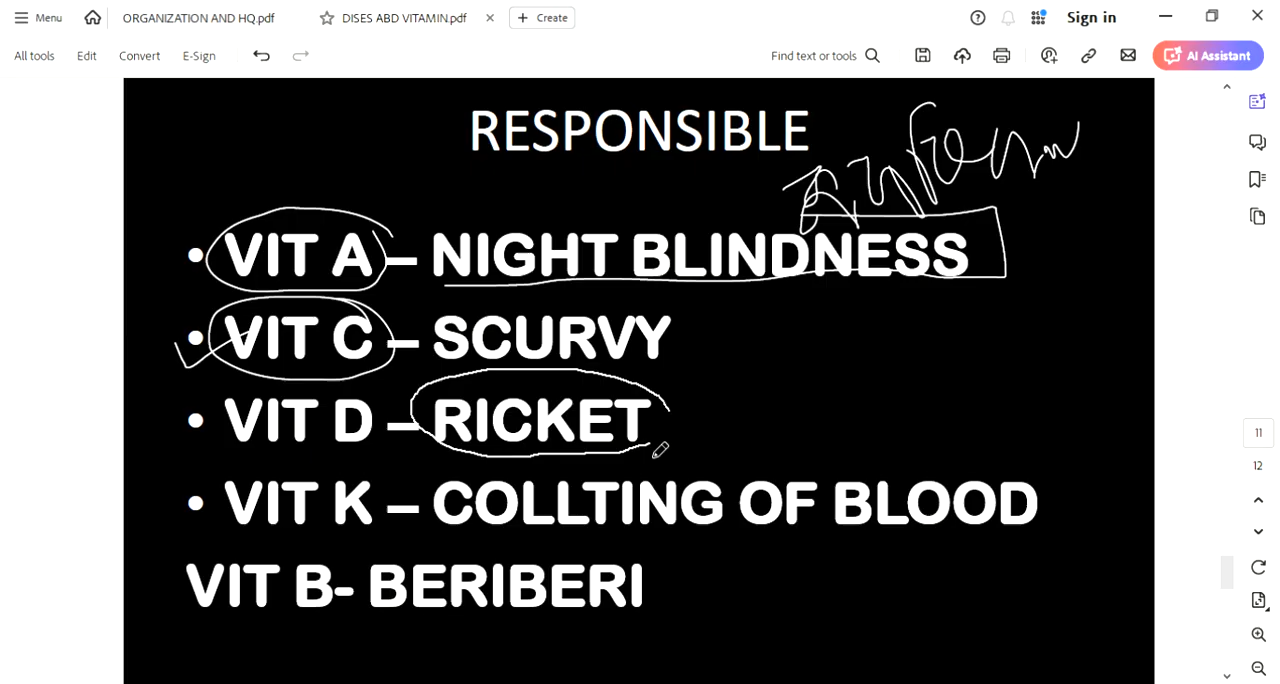 Menu ORGANIZATION AND HQ.pdf DISES ABD VITAMIN.pdf Create Sign in
All tools Edit Convert E-Sign Find text or tools AI Assistant
RESPONSIBLE
• VIT A – NIGHT BLINDNESS
• VIT C – SCURVY
• VIT D – RICKET
• VIT K – COLLTING OF BLOOD
VIT B- BERIBERI
11
12